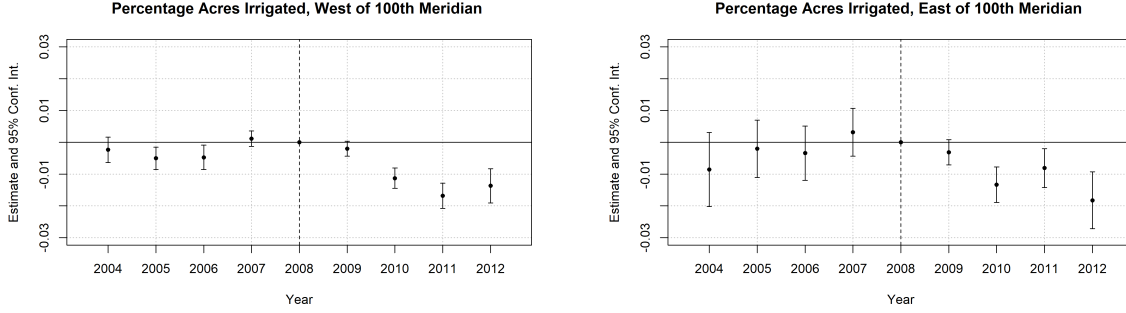 Percentage Acres Irrigated, West of 100th Meridian
Estimate and 95% Conf. Int.
0.03
0.01
-0.01
-0.03
2004 2005 2006 2007 2008 2009 2010 2011 2012
Year
Percentage Acres Irrigated, East of 100th Meridian
Estimate and 95% Conf. Int.
0.03
0.01
-0.01
-0.03
2004 2005 2006 2007 2008 2009 2010 2011 2012
Year